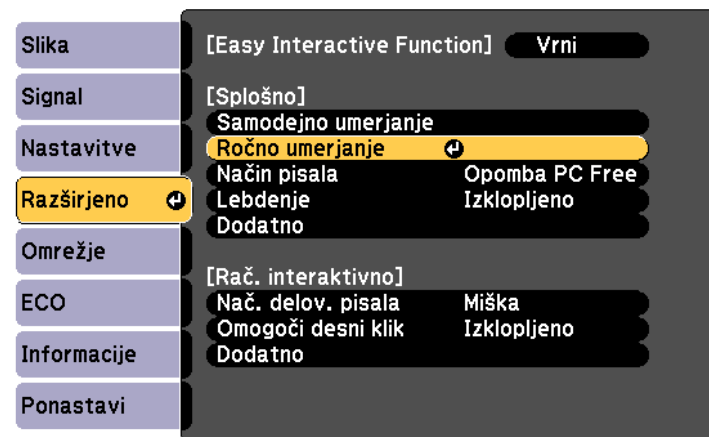 Slika
Signal
Nastavitve
Razširjeno
Omrežje
ECO
Informacije
Ponastavi
[Easy Interactive Function] Vrni
[Splošno]
Samodejno umerjanje
Ročno umerjanje
Način pisala Opomba PC Free
Lebdenje Izklopljeno
Dodatno
[Rač. interaktivno]
Nač. delov. pisala Miška
Omogoči desni klik Izklopljeno
Dodatno